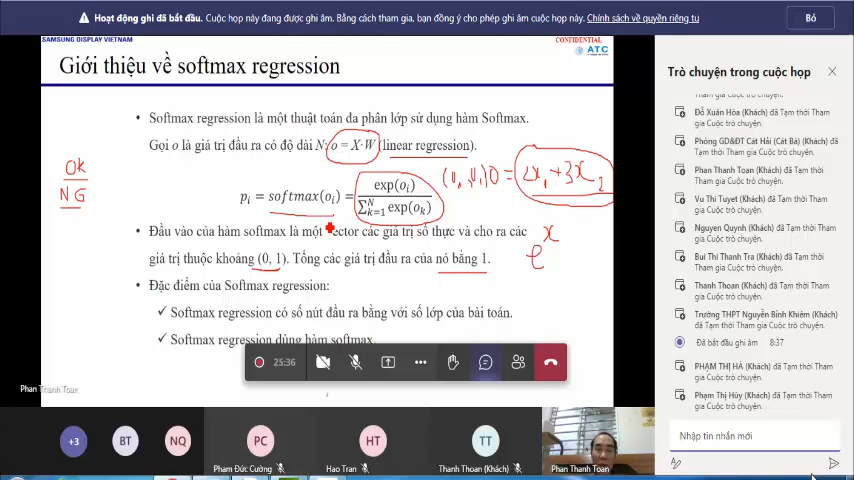 Hoạt động ghi đã bắt đầu. Cuộc họp này đang được ghi âm. Bằng cách tham gia, bạn đồng ý cho phép ghi âm cuộc họp này. Chính sách về quyền riêng tư
Bỏ
SAMSUNG DISPLAY VIETNAM
CONFIDENTIAL
ATC
Giới thiệu về softmax regression
• Softmax regression là một thuật toán đa phân lớp sử dụng hàm Softmax.
Gọi o là giá trị đầu ra có độ dài N: o = X·W (linear regression).
OK
NG
pᵢ = softmax(oᵢ) = exp(oᵢ) / ∑ᴺₖ₌₁ exp(oₖ)
= 2x₁ + 3x₂
Đầu vào của hàm softmax là một vector các giá trị số thực và cho ra các
giá trị thuộc khoảng (0, 1). Tổng các giá trị đầu ra của nó bằng 1.
eˣ
• Đặc điểm của Softmax regression:
✓ Softmax regression có số nút đầu ra bằng với số lớp của bài toán.
✓ Softmax regression dùng hàm softmax.
25:36
Phan Thanh Toan
+3
BT
NQ
PC
Phạm Đức Cường
HT
Hao Tran
TT
Thanh Thoan (Khách)
Phan Thanh Toan
Trò chuyện trong cuộc họp
Đỗ Xuân Hòa (Khách) đã Tạm thời Tham
gia Cuộc trò chuyện.
Phòng GD&ĐT Cát Hải (Cát Bà) đã Tạm
thời Tham gia Cuộc trò chuyện.
Phan Thanh Toan (Khách) đã Tạm thời
Tham gia Cuộc trò chuyện.
Vu Thi Tuyet (Khách) đã Tạm thời Tham
gia Cuộc trò chuyện.
Nguyen Quynh (Khách) đã Tạm thời
Tham gia Cuộc trò chuyện.
Bui Thi Thanh Tra (Khách) đã Tạm thời
Tham gia Cuộc trò chuyện.
Thanh Thoan (Khách) đã Tạm thời Tham
gia Cuộc trò chuyện.
Trường THPT Nguyễn Bỉnh Khiêm (Khách)
đã Tạm thời Tham gia Cuộc trò chuyện.
Đã bắt đầu ghi âm 8:37
PHẠM THỊ HÀ (Khách) đã Tạm thời Tham
gia Cuộc trò chuyện.
Phạm Thị Hủy (Khách) đã Tạm thời Tham
gia Cuộc trò chuyện.
Nhập tin nhắn mới